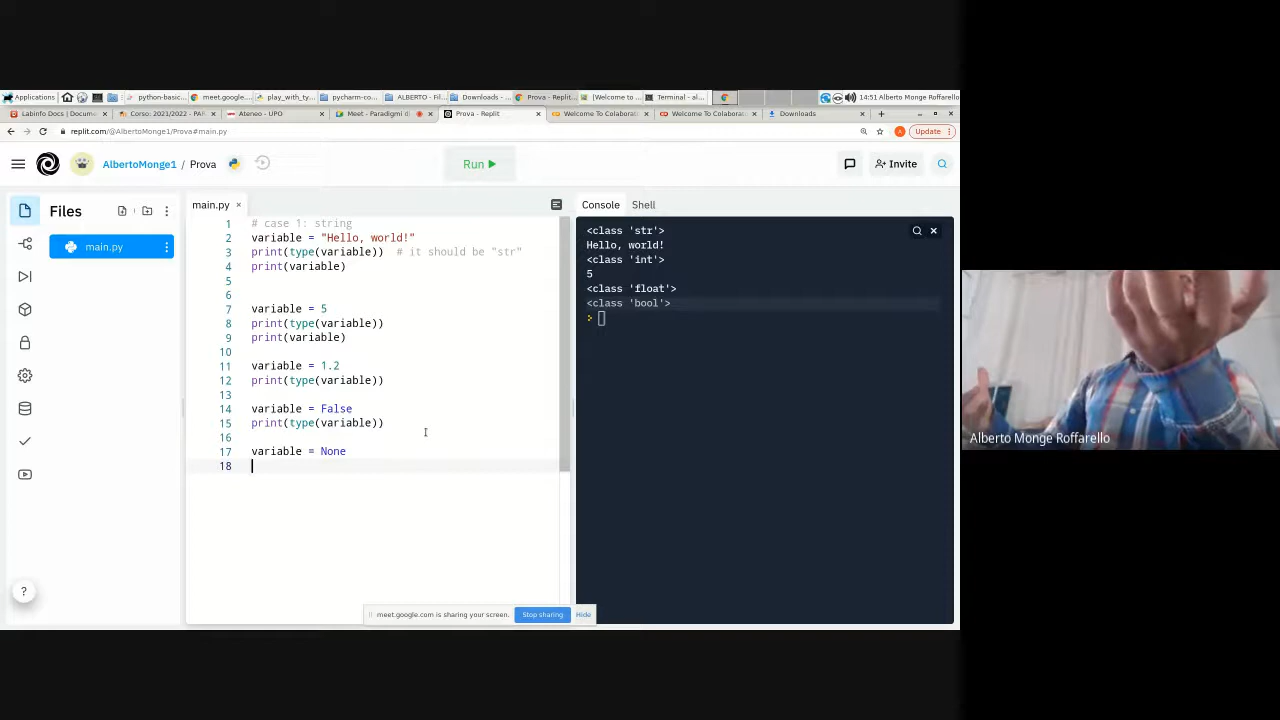 Applications
python-basic...
meet.google....
play_with_ty...
pycharm-co...
ALBERTO - Fil...
Downloads - ...
Prova - Replit...
[Welcome to ...
Terminal - al...
14:51 Alberto Monge Roffarello
Labinfo Docs | Docume
Corso: 2021/2022 - PAR
Ateneo - UPO
Meet - Paradigmi d
Prova - Replit
Welcome To Colaborat
Welcome To Colaborat
Downloads
replit.com/@AlbertoMonge1/Prova#main.py
A
Update
AlbertoMonge1 / Prova
Run
Invite
Files
main.py
main.py
Console
Shell
1 # case 1: string
2 variable = "Hello, world!"
3 print(type(variable))  # it should be "str"
4 print(variable)
5
6
7 variable = 5
8 print(type(variable))
9 print(variable)
10
11 variable = 1.2
12 print(type(variable))
13
14 variable = False
15 print(type(variable))
16
17 variable = None
18
<class 'str'>
Hello, world!
<class 'int'>
5
<class 'float'>
<class 'bool'>
>
Alberto Monge Roffarello
?
meet.google.com is sharing your screen.
Stop sharing
Hide